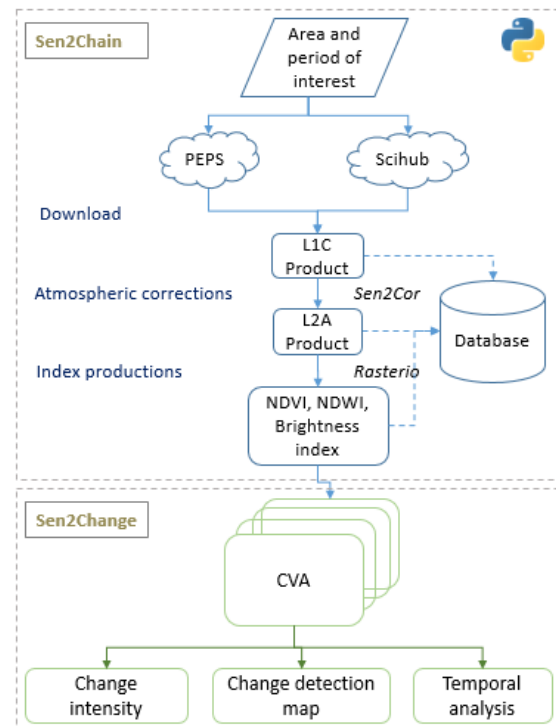 Sen2Chain
Area and
period of
interest
PEPS
Scihub
Download
L1C
Product
Atmospheric corrections
Sen2Cor
L2A
Product
Database
Index productions
Rasterio
NDVI, NDWI,
Brightness
index
Sen2Change
CVA
Change
intensity
Change detection
map
Temporal
analysis